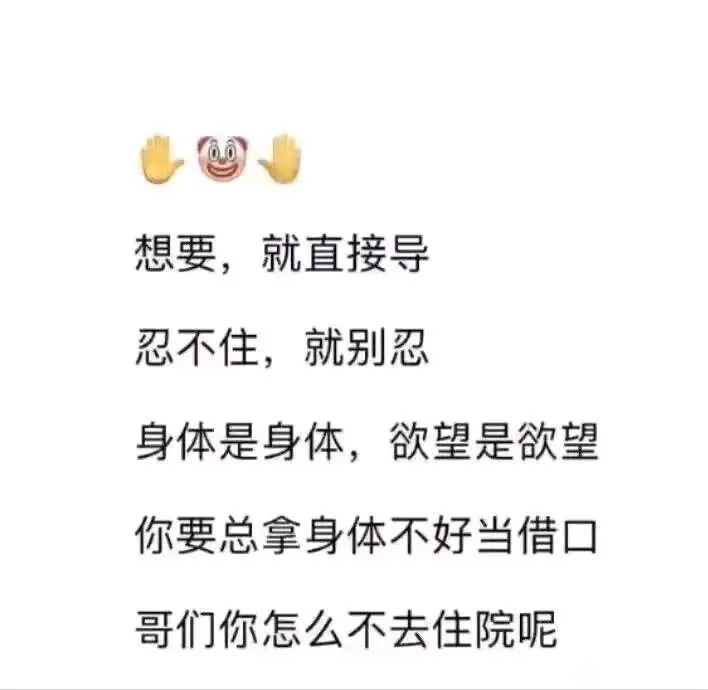 🤚🤡🤚
想要，就直接导
忍不住，就别忍
身体是身体，欲望是欲望
你要总拿身体不好当借口
哥们你怎么不去住院呢